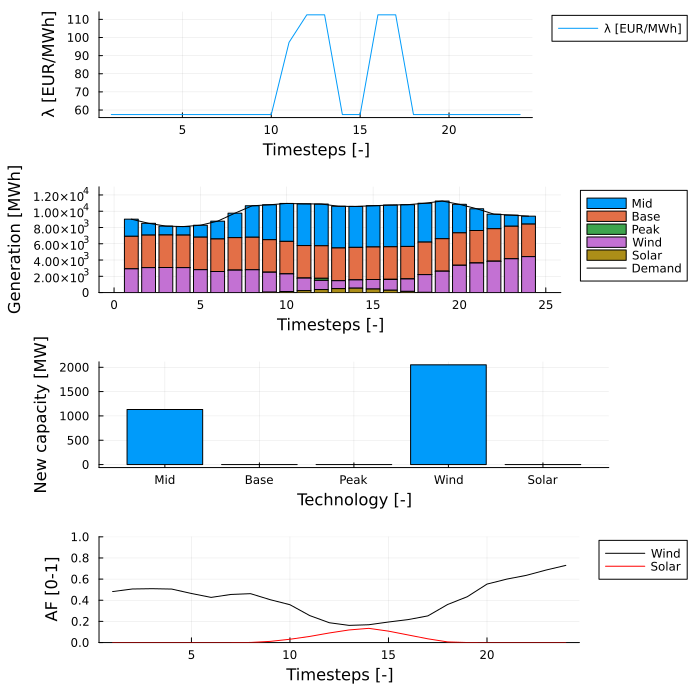 λ [EUR/MWh]
110
100
90
80
70
60
5
10
15
20
Timesteps [-]
λ [EUR/MWh]
Generation [MWh]
1.20×10⁴
1.00×10⁴
8.00×10³
6.00×10³
4.00×10³
2.00×10³
0
0
5
10
15
20
25
Timesteps [-]
Mid
Base
Peak
Wind
Solar
Demand
New capacity [MW]
2000
1500
1000
500
0
Mid
Base
Peak
Wind
Solar
Technology [-]
AF [0-1]
1.0
0.8
0.6
0.4
0.2
0.0
5
10
15
20
Timesteps [-]
Wind
Solar